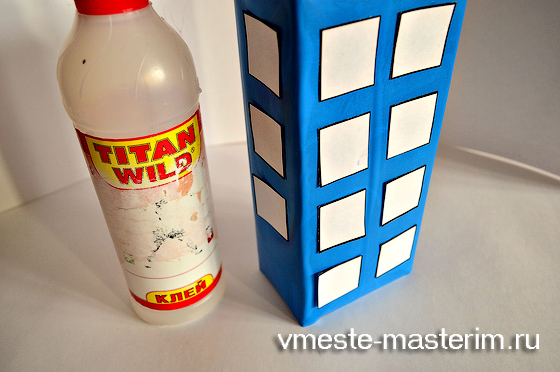 TITAN
WILD
КЛЕЙ
vmeste-masterim.ru